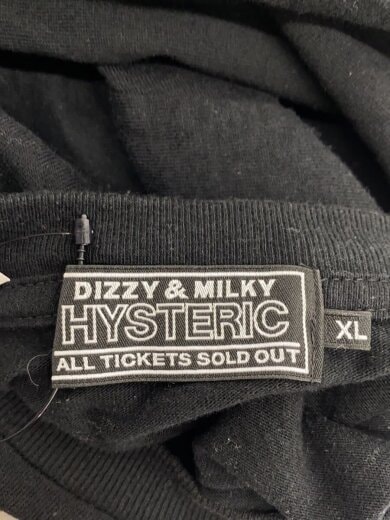 DIZZY & MILKY
HYSTERIC
ALL TICKETS SOLD OUT
XL